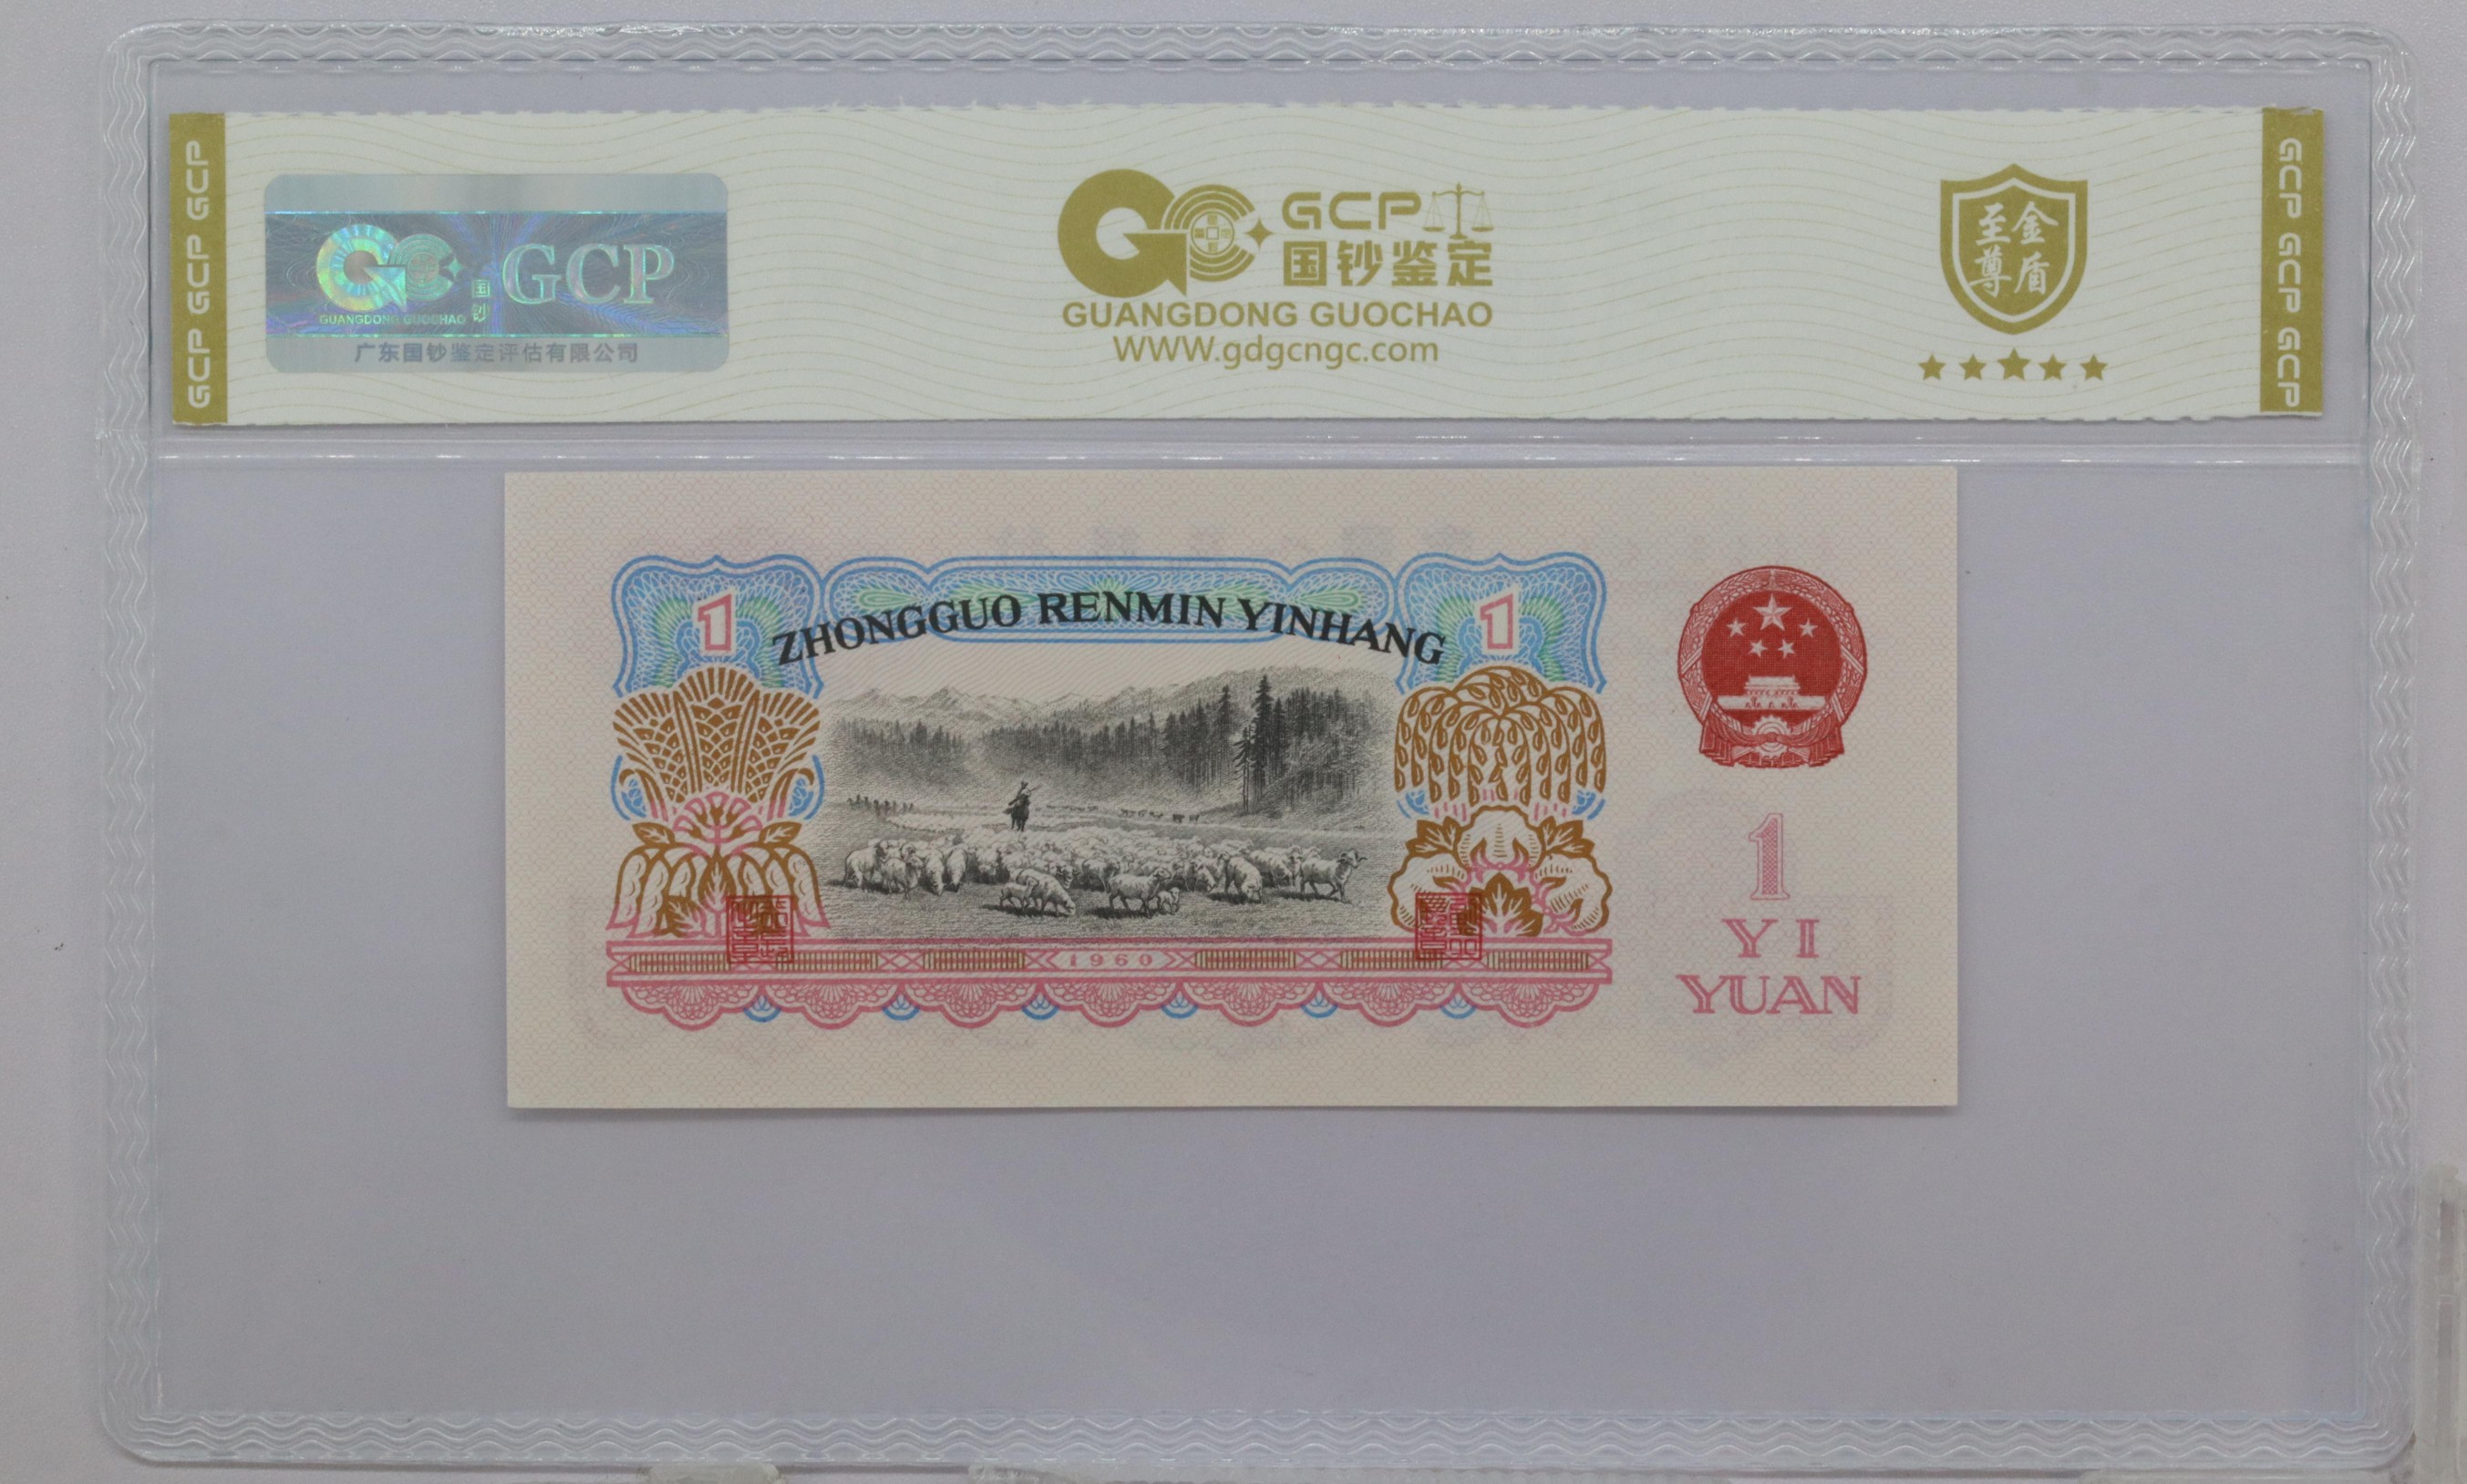 GCP GCP GCP
GCP
国钞
GUANGDONG GUOCHAO
广东国钞鉴定评估有限公司
GCP
国钞鉴定
GUANGDONG GUOCHAO
WWW.gdgcngc.com
金盾
至尊
GCP GCP GCP
1
ZHONGGUO RENMIN YINHANG
1
1960
1
YI
YUAN